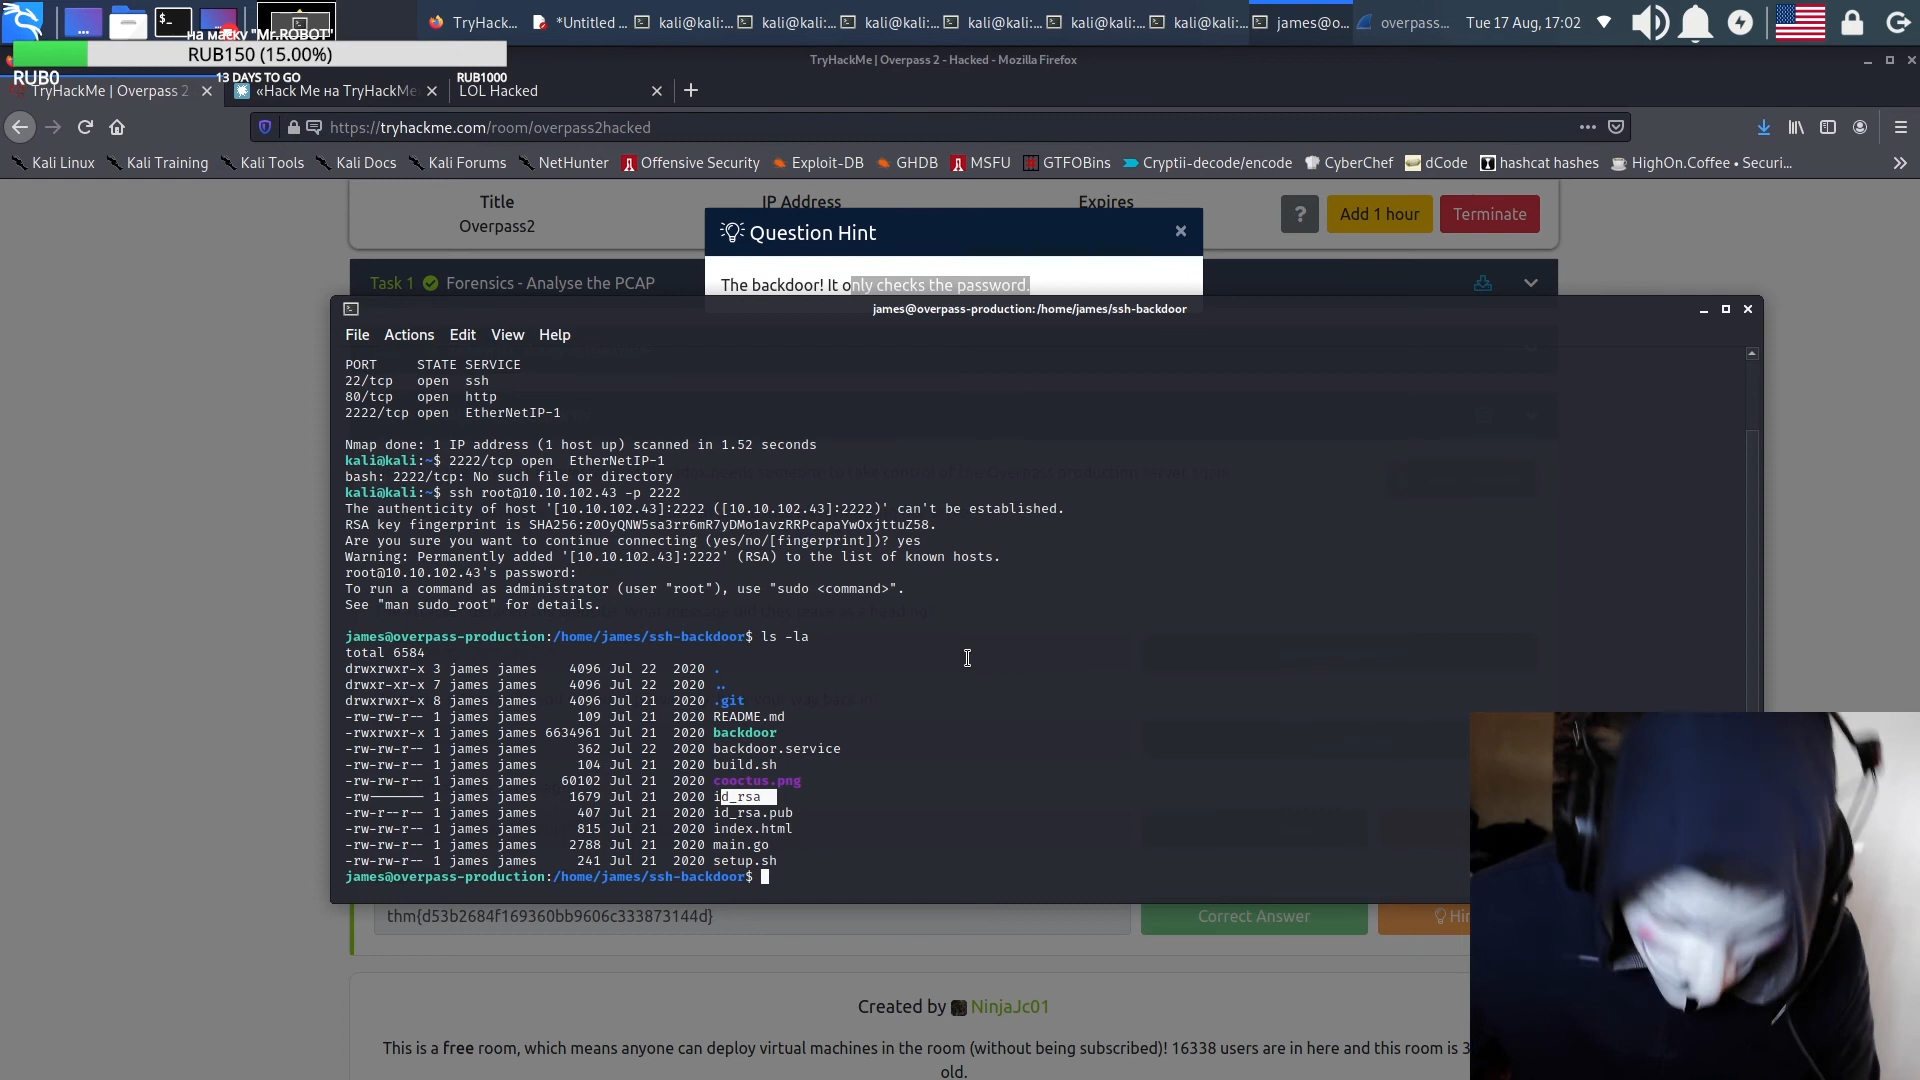 TryHack...
*Untitled ...
kali@kali:...
kali@kali:...
kali@kali:...
kali@kali:...
kali@kali:...
kali@kali:...
james@o...
overpass...
Tue 17 Aug, 17:02
на маску "Mr.ROBOT"
RUB150 (15.00%)
RUB0
13 DAYS TO GO
RUB1000
TryHackMe | Overpass 2 - Hacked - Mozilla Firefox
TryHackMe | Overpass 2
«Hack Me на TryHackMe
LOL Hacked
https://tryhackme.com/room/overpass2hacked
Kali Linux
Kali Training
Kali Tools
Kali Docs
Kali Forums
NetHunter
Offensive Security
Exploit-DB
GHDB
MSFU
GTFOBins
Cryptii-decode/encode
CyberChef
dCode
hashcat hashes
HighOn.Coffee • Securi...
Title
IP Address
Expires
Overpass2
?
Add 1 hour
Terminate
Question Hint
The backdoor! It only checks the password.
Task 1
Forensics - Analyse the PCAP
james@overpass-production:/home/james/ssh-backdoor
File Actions Edit View Help
PORT     STATE SERVICE
22/tcp   open  ssh
80/tcp   open  http
2222/tcp open  EtherNetIP-1
Nmap done: 1 IP address (1 host up) scanned in 1.52 seconds
kali@kali:~$ 2222/tcp open  EtherNetIP-1
bash: 2222/tcp: No such file or directory
kali@kali:~$ ssh root@10.10.102.43 -p 2222
The authenticity of host '[10.10.102.43]:2222 ([10.10.102.43]:2222)' can't be established.
RSA key fingerprint is SHA256:z0OyQNW5sa3rr6mR7yDMo1avzRRPcapaYwOxjttuZ58.
Are you sure you want to continue connecting (yes/no/[fingerprint])? yes
Warning: Permanently added '[10.10.102.43]:2222' (RSA) to the list of known hosts.
root@10.10.102.43's password:
To run a command as administrator (user "root"), use "sudo <command>".
See "man sudo_root" for details.
james@overpass-production:/home/james/ssh-backdoor$ ls -la
total 6584
drwxrwxr-x 3 james james    4096 Jul 22  2020 .
drwxr-xr-x 7 james james    4096 Jul 22  2020 ..
drwxrwxr-x 8 james james    4096 Jul 21  2020 .git
-rw-rw-r-- 1 james james     109 Jul 21  2020 README.md
-rwxrwxr-x 1 james james 6634961 Jul 21  2020 backdoor
-rw-rw-r-- 1 james james     362 Jul 22  2020 backdoor.service
-rw-rw-r-- 1 james james     104 Jul 21  2020 build.sh
-rw-rw-r-- 1 james james   60102 Jul 21  2020 cooctus.png
-rw------- 1 james james    1679 Jul 21  2020 id_rsa
-rw-r--r-- 1 james james     407 Jul 21  2020 id_rsa.pub
-rw-rw-r-- 1 james james     815 Jul 21  2020 index.html
-rw-rw-r-- 1 james james    2788 Jul 21  2020 main.go
-rw-rw-r-- 1 james james     241 Jul 21  2020 setup.sh
james@overpass-production:/home/james/ssh-backdoor$
thm{d53b2684f169360bb9606c333873144d}
Correct Answer
Hin
Created by NinjaJc01
This is a free room, which means anyone can deploy virtual machines in the room (without being subscribed)! 16338 users are in here and this room is 3
old.